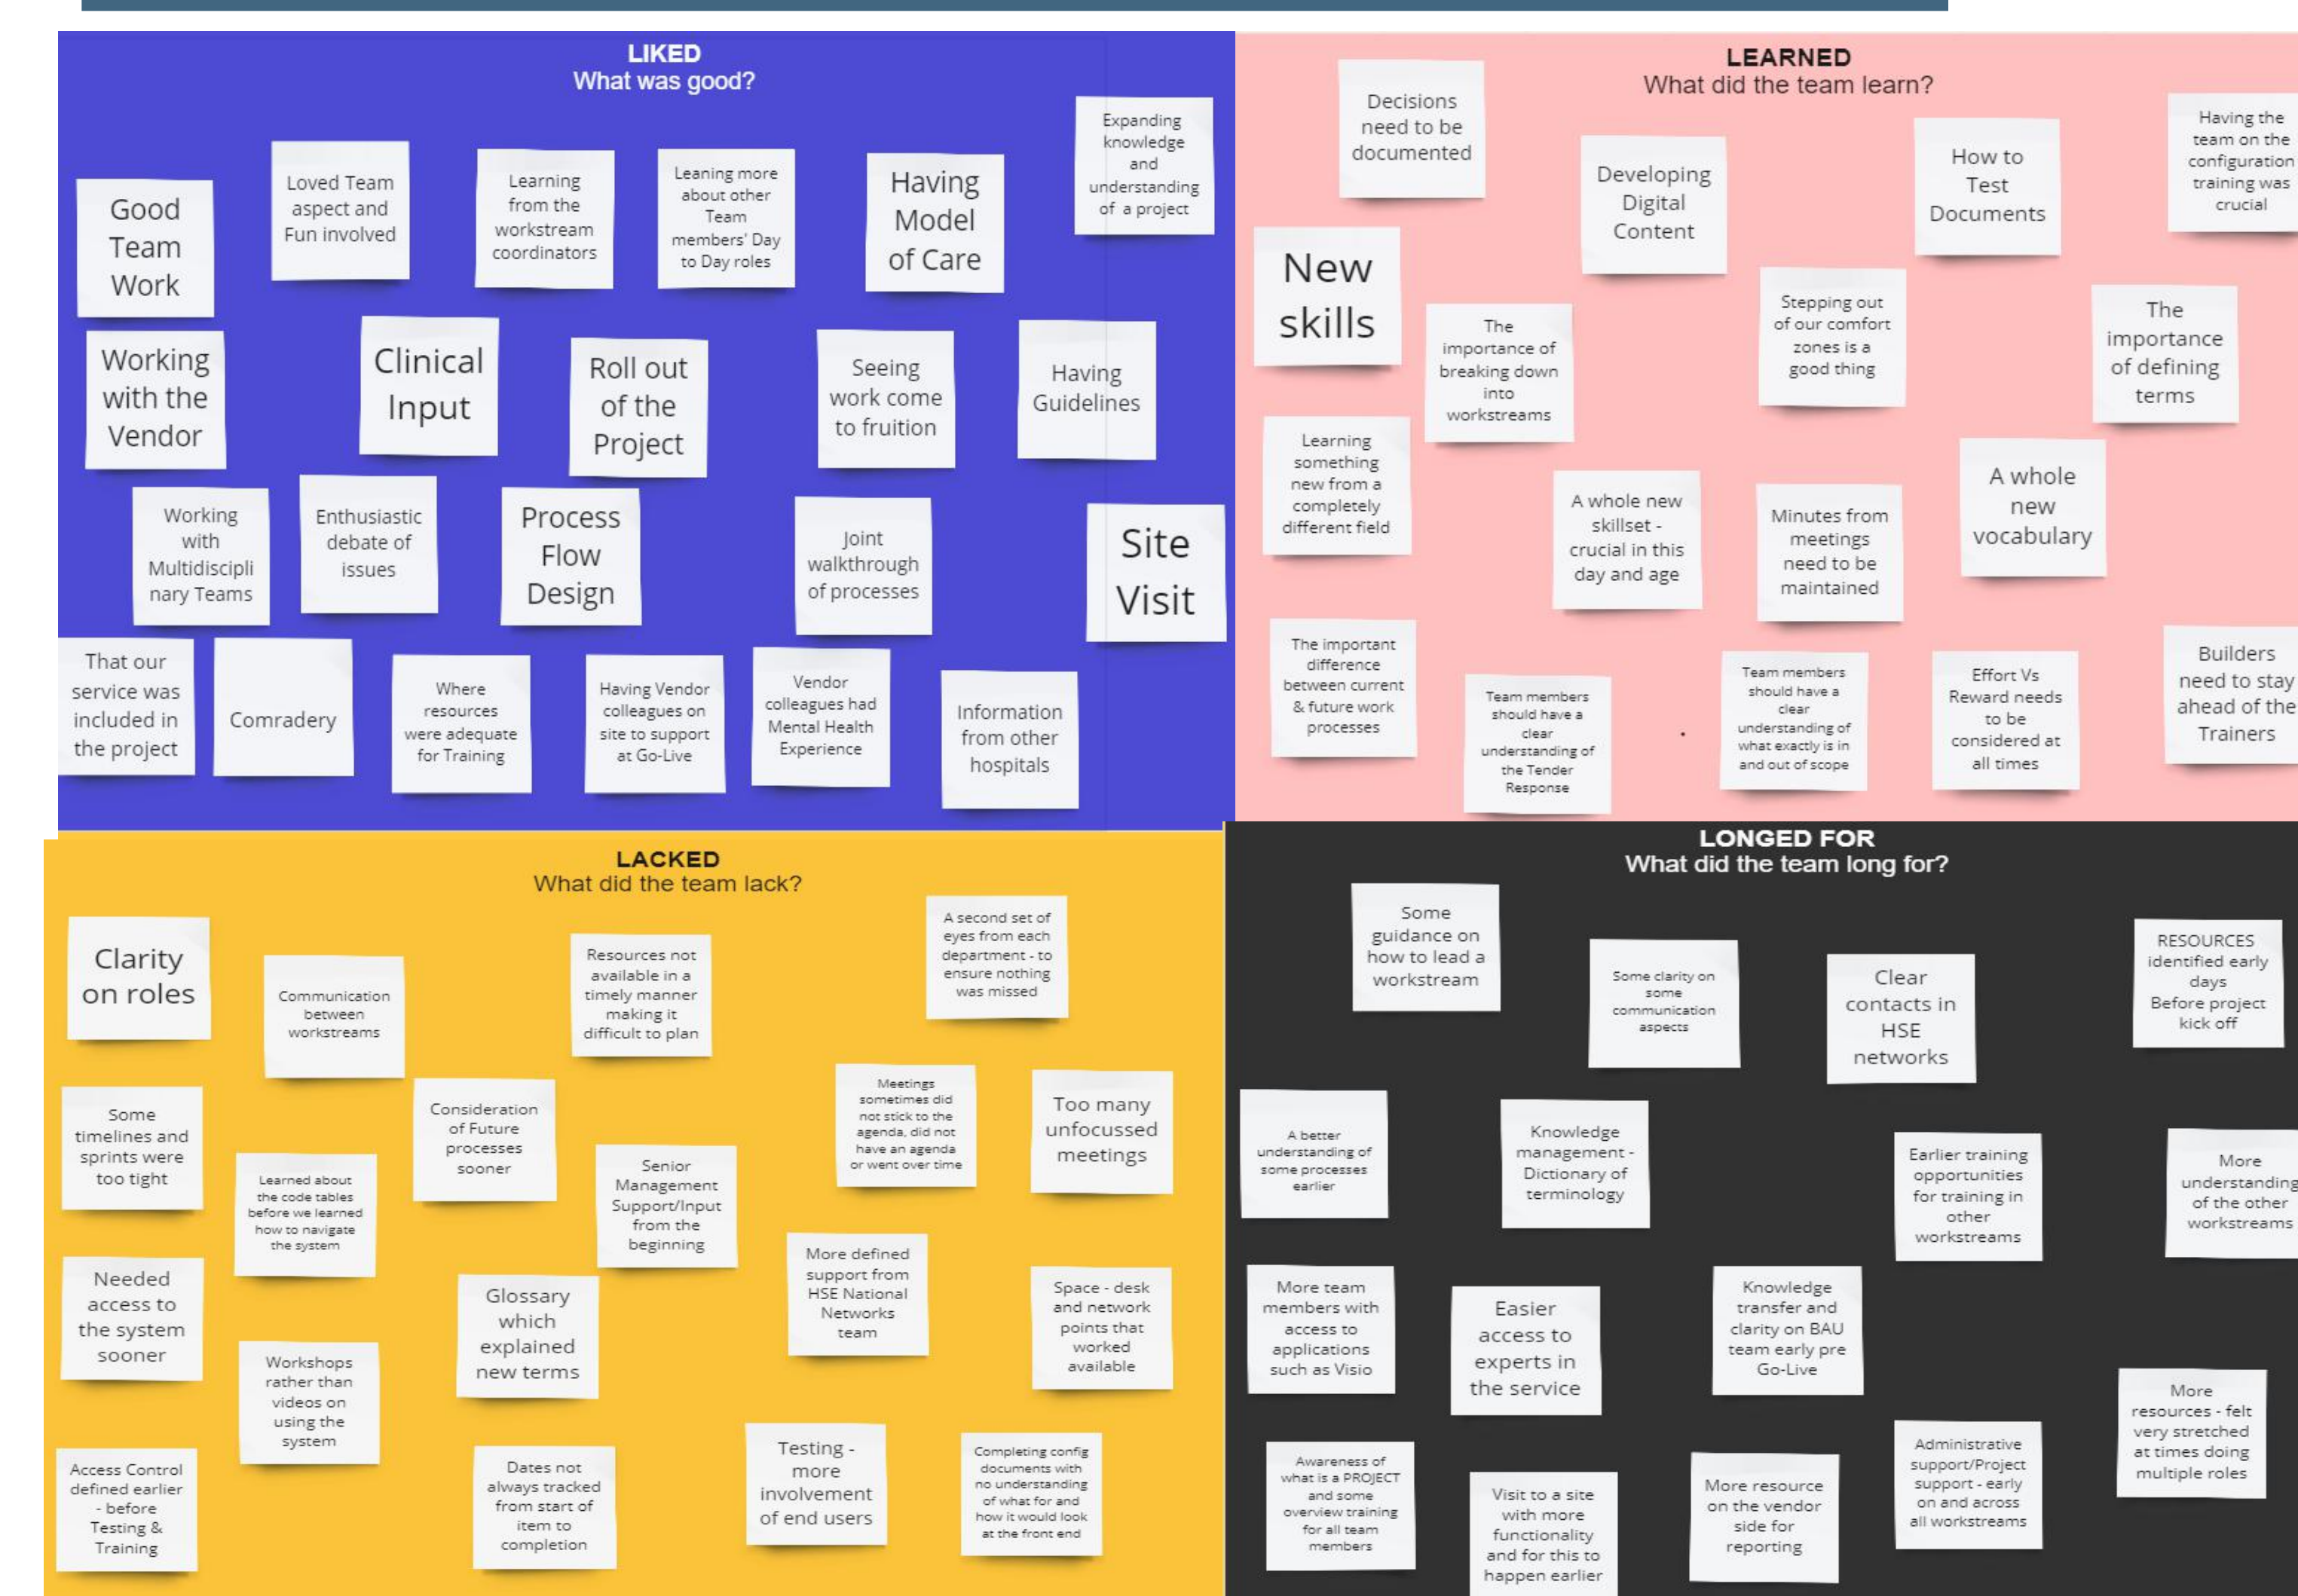 LIKED
What was good?
Good
Team
Work
Loved Team
aspect and
Fun involved
Learning
from the
workstream
coordinators
Leaning more
about other
Team
members' Day
to Day roles
Having
Model
of Care
Expanding
knowledge
and
understanding
of a project
Working
with the
Vendor
Clinical
Input
Roll out
of the
Project
Seeing
work come
to fruition
Having
Guidelines
Working
with
Multidiscipli
nary Teams
Enthusiastic
debate of
issues
Process
Flow
Design
Joint
walkthrough
of processes
Site
Visit
That our
service was
included in
the project
Comradery
Where
resources
were adequate
for Training
Having Vendor
colleagues on
site to support
at Go-Live
Vendor
colleagues had
Mental Health
Experience
Information
from other
hospitals
LEARNED
What did the team learn?
Decisions
need to be
documented
Developing
Digital
Content
How to
Test
Documents
Having the
team on the
configuration
training was
crucial
New
skills
The
importance of
breaking down
into
workstreams
Stepping out
of our comfort
zones is a
good thing
The
importance
of defining
terms
Learning
something
new from a
completely
different field
A whole new
skillset -
crucial in this
day and age
Minutes from
meetings
need to be
maintained
A whole
new
vocabulary
The important
difference
between current
& future work
processes
Team members
should have a
clear
understanding of
the Tender
Response
Team members
should have a
clear
understanding of
what exactly is in
and out of scope
Effort Vs
Reward needs
to be
considered at
all times
Builders
need to stay
ahead of the
Trainers
LACKED
What did the team lack?
Clarity
on roles
Communication
between
workstreams
Resources not
available in a
timely manner
making it
difficult to plan
A second set of
eyes from each
department - to
ensure nothing
was missed
Some
timelines and
sprints were
too tight
Learned about
the code tables
before we learned
how to navigate
the system
Consideration
of Future
processes
sooner
Senior
Management
Support/Input
from the
beginning
Meetings
sometimes did
not stick to the
agenda, did not
have an agenda
or went over time
Too many
unfocussed
meetings
Needed
access to
the system
sooner
Workshops
rather than
videos on
using the
system
Glossary
which
explained
new terms
More defined
support from
HSE National
Networks
team
Space - desk
and network
points that
worked
available
Access Control
defined earlier
- before
Testing &
Training
Dates not
always tracked
from start of
item to
completion
Testing -
more
involvement
of end users
Completing config
documents with
no understanding
of what for and
how it would look
at the front end
LONGED FOR
What did the team long for?
Some
guidance on
how to lead a
workstream
Some clarity on
some
communication
aspects
Clear
contacts in
HSE
networks
RESOURCES
identified early
days
Before project
kick off
A better
understanding of
some processes
earlier
Knowledge
management -
Dictionary of
terminology
Earlier training
opportunities
for training in
other
workstreams
More
understanding
of the other
workstreams
More team
members with
access to
applications
such as Visio
Easier
access to
experts in
the service
Knowledge
transfer and
clarity on BAU
team early pre
Go-Live
More
resources - felt
very stretched
at times doing
multiple roles
Awareness of
what is a PROJECT
and some
overview training
for all team
members
Visit to a site
with more
functionality
and for this to
happen earlier
More resource
on the vendor
side for
reporting
Administrative
support/Project
support - early
on and across
all workstreams